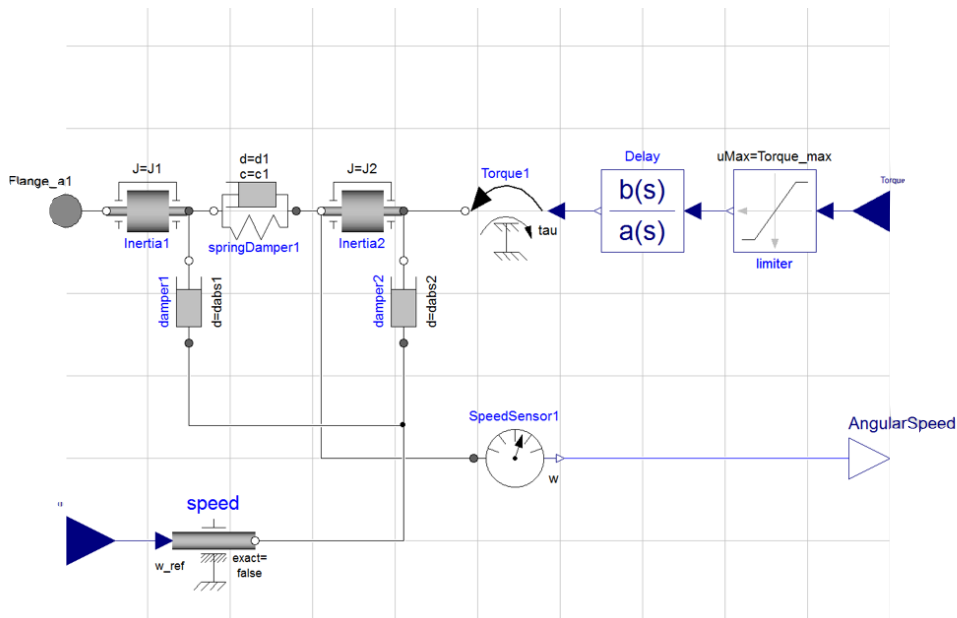 Flange_a1
J=J1
Inertia1
d=d1
c=c1
springDamper1
J=J2
Inertia2
Torque1
tau
Delay
b(s)
a(s)
uMax=Torque_max
limiter
Torque
damper1
d=dabs1
damper2
d=dabs2
SpeedSensor1
w
AngularSpeed
speed
w_ref
exact=
false